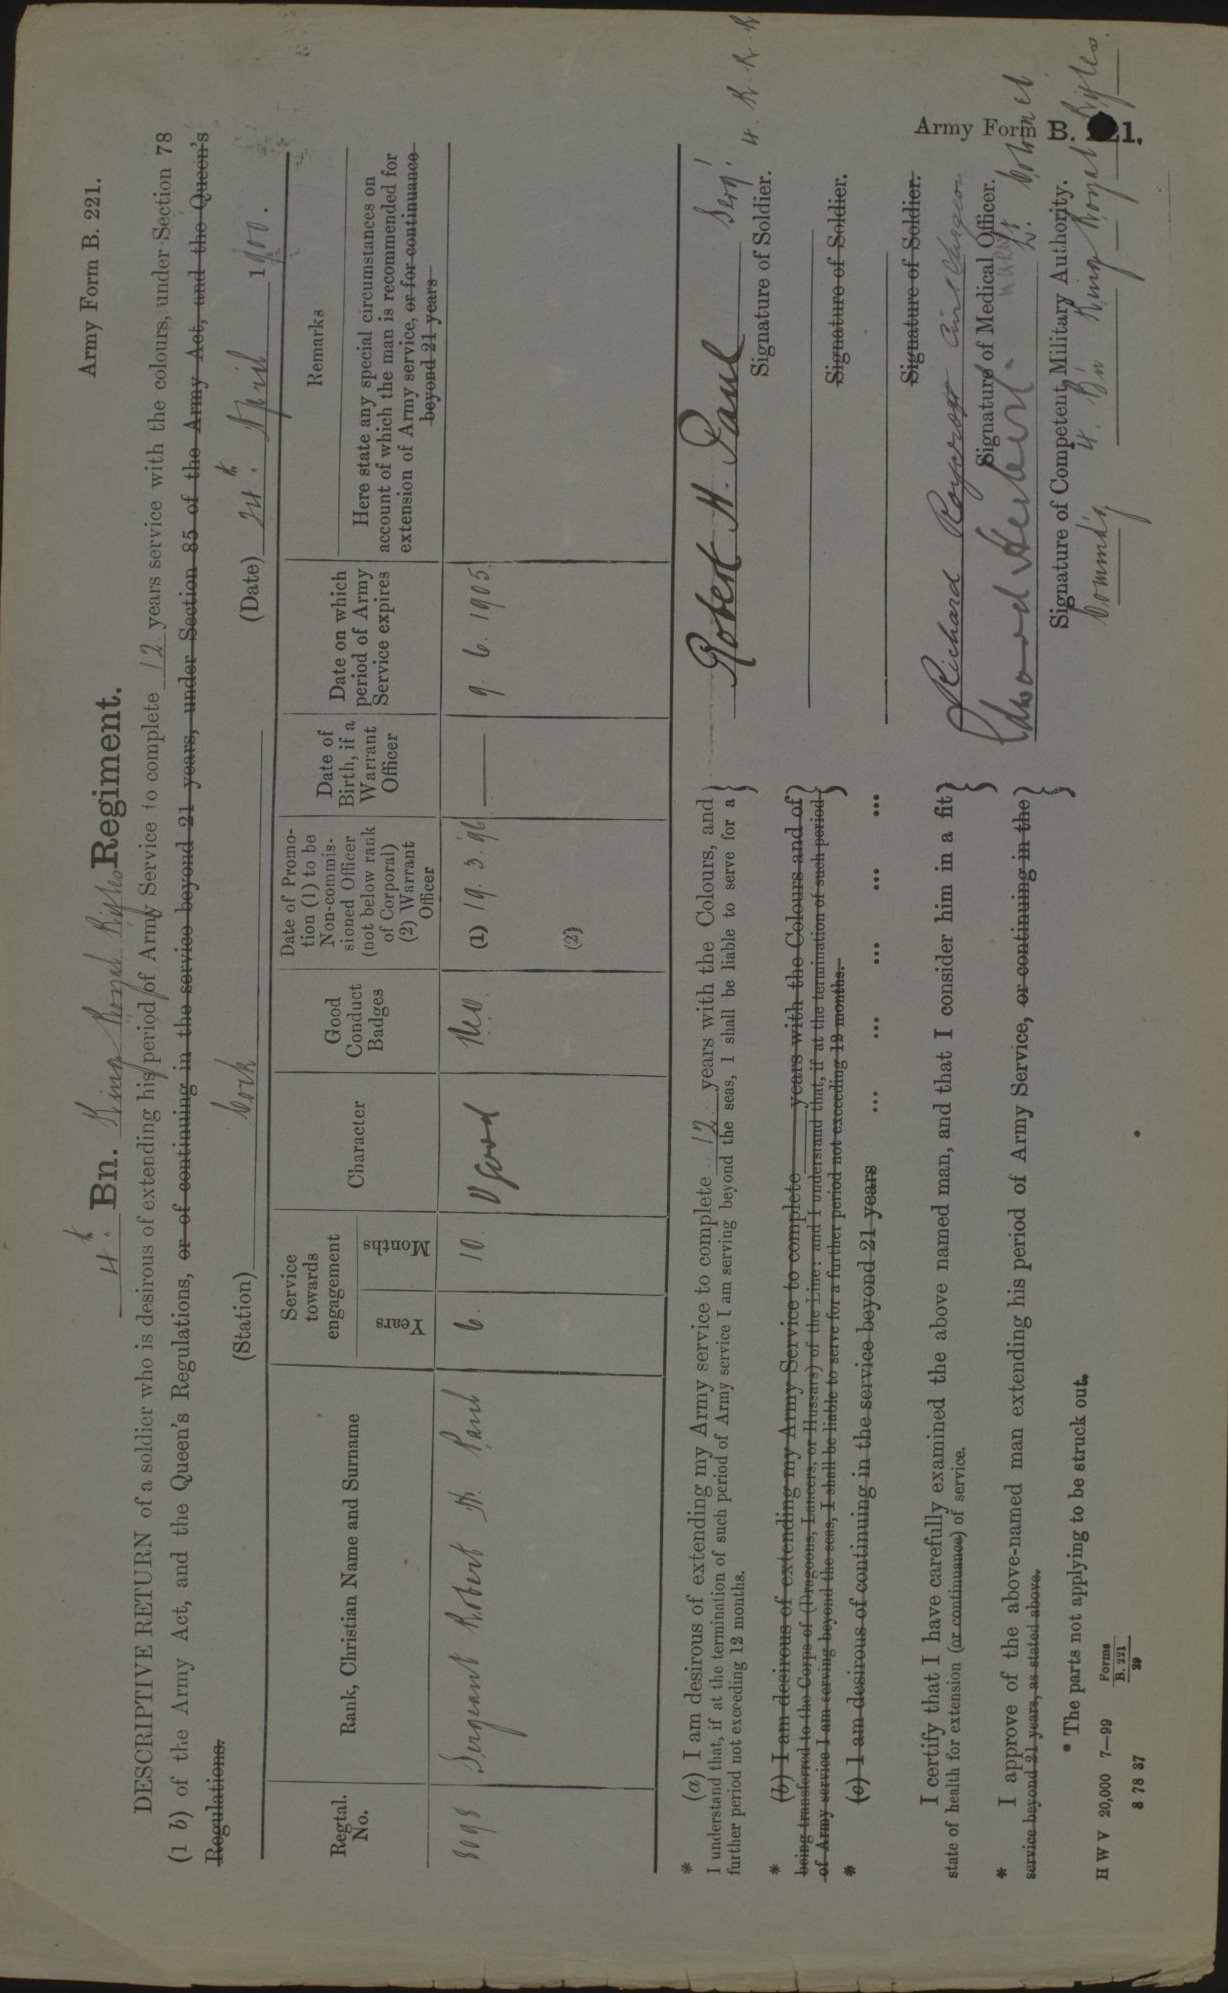 Army Form B. 221.
4th. Bn. King's Royal Rifles Regiment.
DESCRIPTIVE RETURN of a soldier who is desirous of extending his period of Army Service to complete 12 years service with the colours, under Section 78
(1 b) of the Army Act, and the Queen's Regulations, or of continuing in the service beyond 21 years, under Section 85 of the Army Act, and the Queen's
Regulations.
(Station) Cork (Date) 24th. April 1900.
Regtal. No.
Rank, Christian Name and Surname
Service towards engagement
Years
Months
Character
Good Conduct Badges
Date of Promo-
tion (1) to be
Non-commis-
sioned Officer
(not below rank
of Corporal)
(2) Warrant
Officer
Date of
Birth, if a
Warrant
Officer
Date on which
period of Army
Service expires
Remarks
Here state any special circumstances on
account of which the man is recommended for
extension of Army service, or for continuance
beyond 21 years
8098 Sergeant Robert H. Paul 6. 10. V Good (1) 19. 3. 96 — 9. 6. 1905.
(2)
* (a) I am desirous of extending my Army service to complete 12 years with the Colours, and
I understand that, if at the termination of such period of Army service I am serving beyond the seas, I shall be liable to serve for a
further period not exceeding 12 months.
Robert H. Paul Sergt. 4. K. R. R.
Signature of Soldier.
* (b) I am desirous of extending my Army Service to complete years with the Colours and of
being transferred to the Corps of (Dragoons, Lancers, or Hussars) of the Line: and I understand that, if at the termination of such period
of Army service I am serving beyond the seas, I shall be liable to serve for a further period not exceeding 12 months.
Signature of Soldier.
* (c) I am desirous of continuing in the service beyond 21 years ... ... ... ... ...
Signature of Soldier.
I certify that I have carefully examined the above named man, and that I consider him in a fit
state of health for extension (or continuance) of service.
Richard Civil Surgeon
Signature of Medical Officer.
* I approve of the above-named man extending his period of Army Service, or continuing in the
service beyond 21 years, as stated above.
Edward Herbert. Lt. Colonel
Signature of Competent Military Authority.
Commdg 4. Bn King's Royal Rifles.
* The parts not applying to be struck out.
H W V 20,000 7—99 Forms B. 221 29
8 78 37
Army Form B. 221.